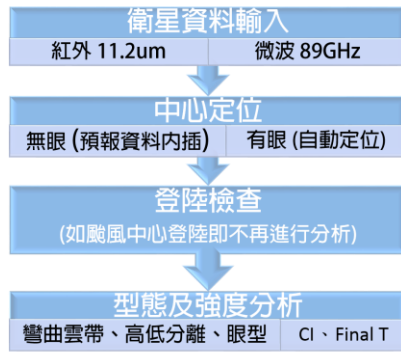 衛星資料輸入
紅外 11.2um 微波 89GHz
中心定位
無眼 (預報資料內插) 有眼 (自動定位)
登陸檢查
(如颱風中心登陸即不再進行分析)
型態及強度分析
彎曲雲帶、高低分離、眼型 CI、Final T